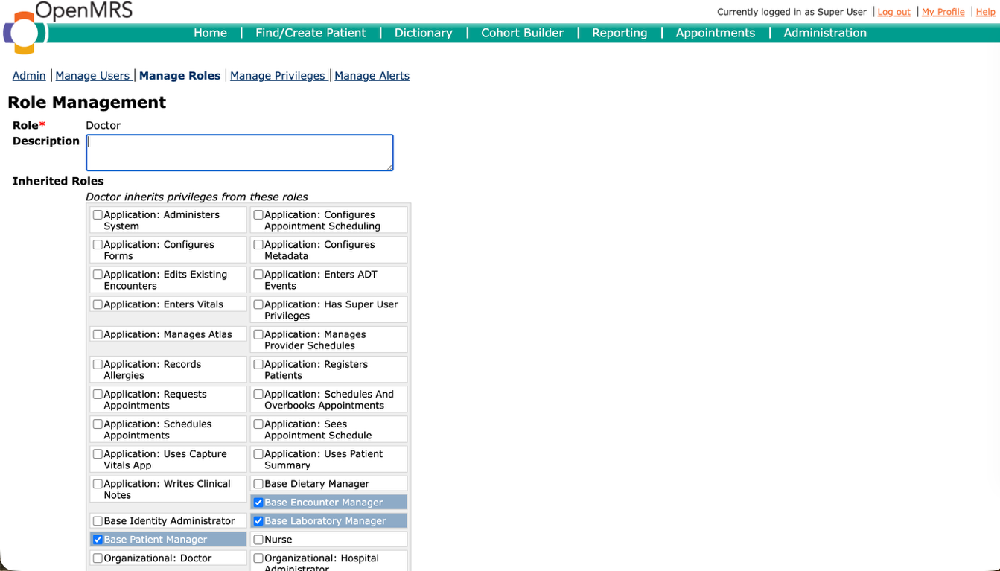 OpenMRS
Currently logged in as Super User | Log out | My Profile | Help
Home | Find/Create Patient | Dictionary | Cohort Builder | Reporting | Appointments | Administration
Admin | Manage Users | Manage Roles | Manage Privileges | Manage Alerts
Role Management
Role* Doctor
Description
Inherited Roles
Doctor inherits privileges from these roles
Application: Administers
System
Application: Configures
Appointment Scheduling
Application: Configures
Forms
Application: Configures
Metadata
Application: Edits Existing
Encounters
Application: Enters ADT
Events
Application: Enters Vitals
Application: Has Super User
Privileges
Application: Manages Atlas
Application: Manages
Provider Schedules
Application: Records
Allergies
Application: Registers
Patients
Application: Requests
Appointments
Application: Schedules And
Overbooks Appointments
Application: Schedules
Appointments
Application: Sees
Appointment Schedule
Application: Uses Capture
Vitals App
Application: Uses Patient
Summary
Application: Writes Clinical
Notes
Base Dietary Manager
Base Encounter Manager
Base Identity Administrator
Base Laboratory Manager
Base Patient Manager
Nurse
Organizational: Doctor
Organizational: Hospital
Administrator